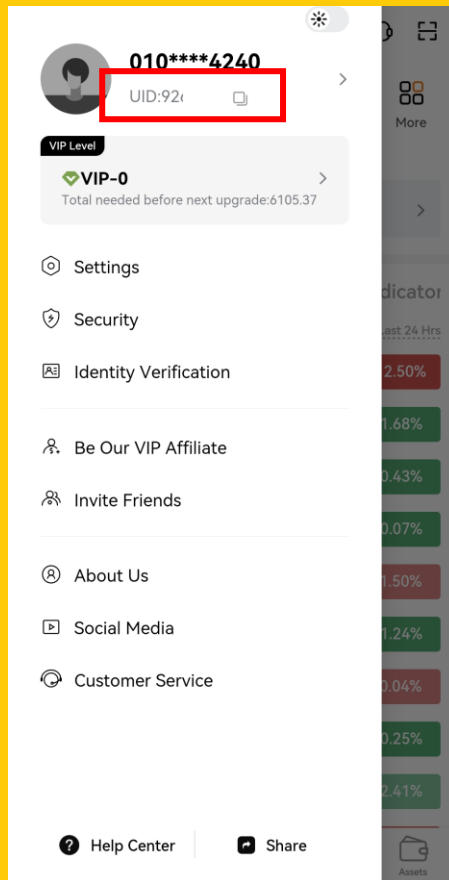 010****4240
UID:926
More
VIP Level
VIP-0
Total needed before next upgrade:6105.37
Settings
dicator
Security
Last 24 Hrs
Identity Verification
2.50%
1.68%
Be Our VIP Affiliate
0.43%
Invite Friends
0.07%
About Us
1.50%
Social Media
1.24%
Customer Service
0.04%
0.25%
2.41%
Help Center
Share
Assets